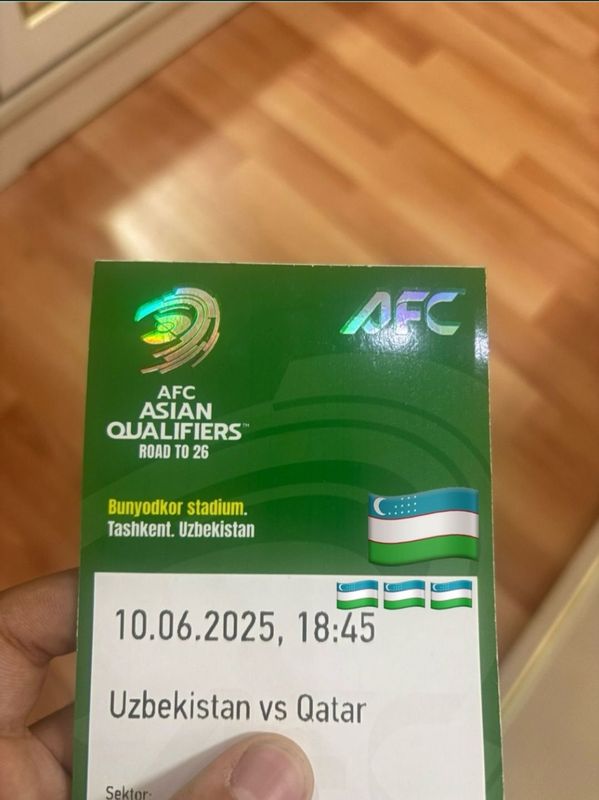 AFC
AFC
ASIAN
QUALIFIERS™
ROAD TO 26
Bunyodkor stadium.
Tashkent. Uzbekistan
10.06.2025, 18:45
Uzbekistan vs Qatar
Sektor: